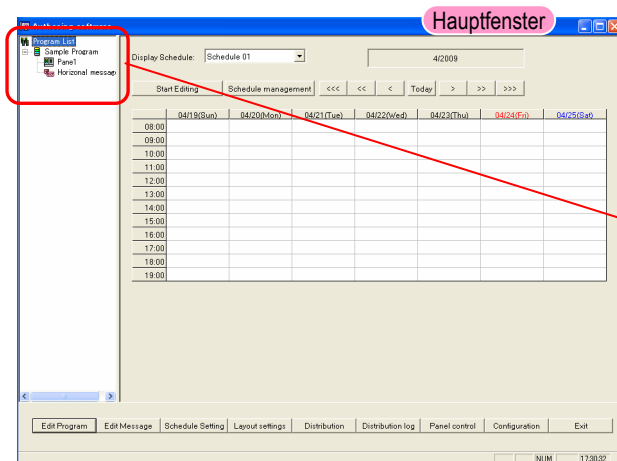 Hauptfenster
Authoring software
Program List
Sample Program
Panel
Horizonal messag
Display Schedule: Schedule 01 4/2009
Start Editing Schedule management <<< << < Today > >> >>>
04/19(Sun) 04/20(Mon) 04/21(Tue) 04/22(Wed) 04/23(Thu) 04/24(Fri) 04/25(Sat)
08:00
09:00
10:00
11:00
12:00
13:00
14:00
15:00
16:00
17:00
18:00
19:00
Edit Program Edit Message Schedule Setting Layout settings Distribution Distribution log Panel control Configuration Exit
NUM 17:30:32